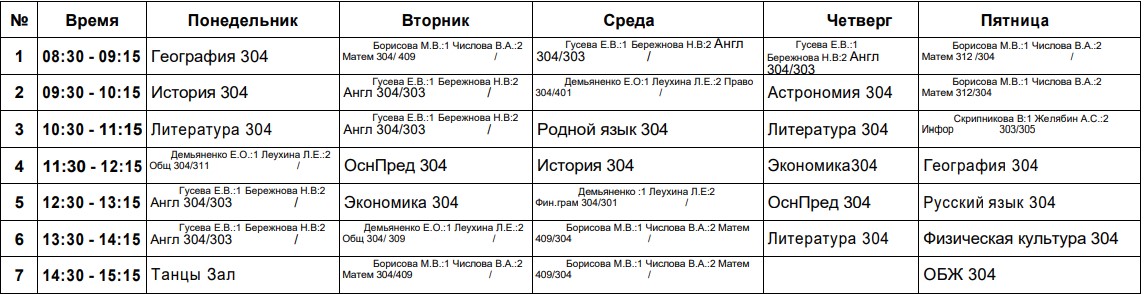 № Время Понедельник Вторник Среда Четверг Пятница
1 08:30 - 09:15 География 304 Борисова М.В.:1 Числова В.А.:2 Матем 304/ 409 / Гусева Е.В.:1 Бережнова Н.В:2 Англ 304/303 / Гусева Е.В.:1 Бережнова Н.В:2 Англ 304/303 Борисова М.В.:1 Числова В.А.:2 Матем 312 /304 /
2 09:30 - 10:15 История 304 Гусева Е.В.:1 Бережнова Н.В:2 Англ 304/303 / Демьяненко Е.О:1 Леухина Л.Е.:2 Право 304/401 / Астрономия 304 Борисова М.В.:1 Числова В.А.:2 Матем 312/304
3 10:30 - 11:15 Литература 304 Гусева Е.В.:1 Бережнова Н.В:2 Англ 304/303 / Родной язык 304 Литература 304 Скрипникова В:1 Желябин А.С.:2 Инфор 303/305
4 11:30 - 12:15 Демьяненко Е.О.:1 Леухина Л.Е.:2 Общ 304/311 / ОснПред 304 История 304 Экономика304 География 304
5 12:30 - 13:15 Гусева Е.В.:1 Бережнова Н.В:2 Англ 304/303 / Экономика 304 Демьяненко :1 Леухина Л.Е:2 Фин.грам 304/301 / ОснПред 304 Русский язык 304
6 13:30 - 14:15 Гусева Е.В.:1 Бережнова Н.В:2 Англ 304/303 / Демьяненко Е.О.:1 Леухина Л.Е.:2 Общ 304/ 309 / Борисова М.В.:1 Числова В.А.:2 Матем 409/304 / Литература 304 Физическая культура 304
7 14:30 - 15:15 Танцы Зал Борисова М.В.:1 Числова В.А.:2 Матем 304/409 / Борисова М.В.:1 Числова В.А.:2 Матем 409/304 / ОБЖ 304